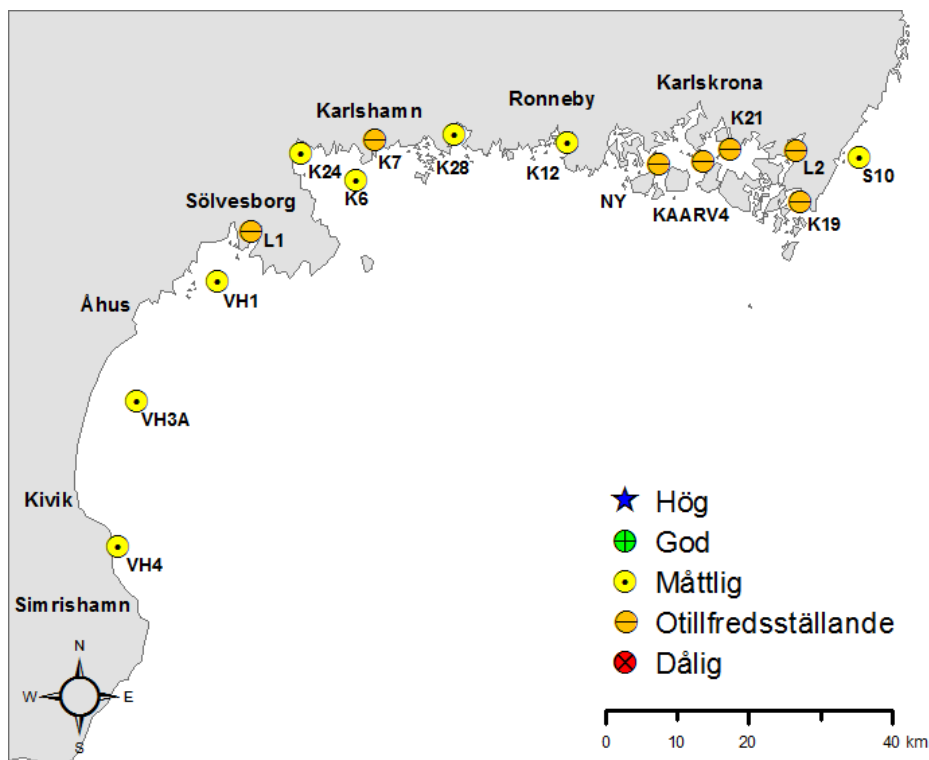 Karlskrona
Ronneby
Karlshamn
K21
K7
K28
K12
K24
K6
L2
S10
NY
KAARV4
K19
Sölvesborg
L1
VH1
Åhus
VH3A
Kivik
VH4
Simrishamn
Hög
God
Måttlig
Otillfredsställande
Dålig
N
W
E
S
0 10 20 40 km